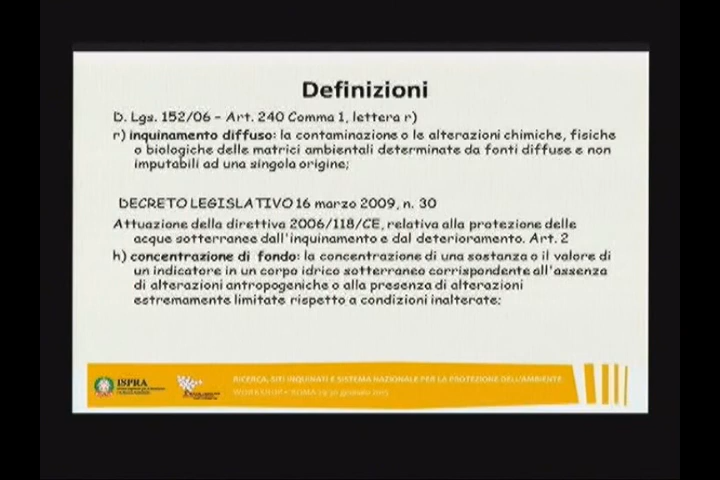 Definizioni
D. Lgs. 152/06 – Art. 240 Comma 1, lettera r)
r) inquinamento diffuso: la contaminazione o le alterazioni chimiche, fisiche
o biologiche delle matrici ambientali determinate da fonti diffuse e non
imputabili ad una singola origine;
DECRETO LEGISLATIVO 16 marzo 2009, n. 30
Attuazione della direttiva 2006/118/CE, relativa alla protezione delle
acque sotterranee dall'inquinamento e dal deterioramento. Art. 2
h) concentrazione di fondo: la concentrazione di una sostanza o il valore di
un indicatore in un corpo idrico sotterraneo corrispondente all'assenza
di alterazioni antropogeniche o alla presenza di alterazioni
estremamente limitate rispetto a condizioni inalterate;
ISPRA
RICERCA, SITI INQUINATI E SISTEMA NAZIONALE PER LA PROTEZIONE DELL'AMBIENTE
WORKSHOP • ROMA gennaio